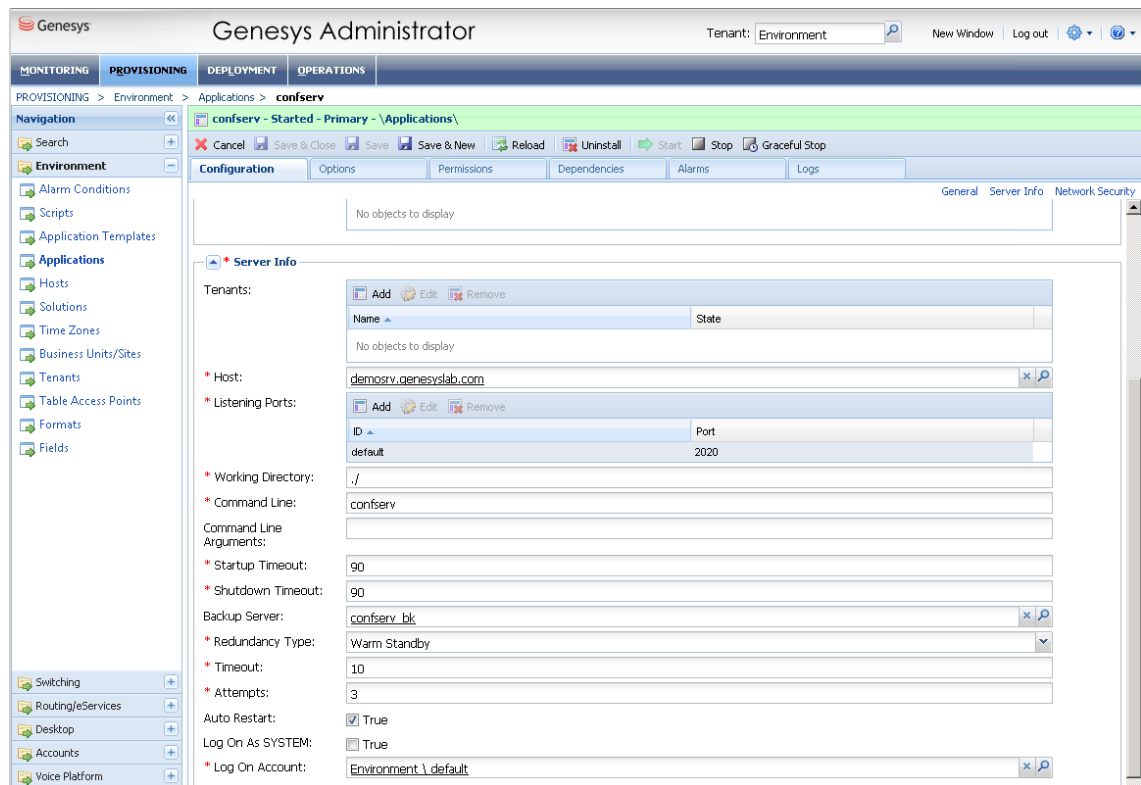 Genesys
Genesys Administrator
Tenant: Environment
New Window Log out
MONITORING PROVISIONING DEPLOYMENT OPERATIONS
PROVISIONING > Environment > Applications > confserv
Navigation
confserv - Started - Primary - \Applications\
Search
Cancel Save & Close Save Save & New Reload Uninstall Start Stop Graceful Stop
Environment
Configuration Options Permissions Dependencies Alarms Logs
Alarm Conditions
General Server Info Network Security
Scripts
No objects to display
Application Templates
Applications
* Server Info
Hosts
Tenants:
Add Edit Remove
Solutions
Name State
Time Zones
No objects to display
Business Units/Sites
Tenants
* Host: demosrv.genesyslab.com
Table Access Points
* Listening Ports:
Add Edit Remove
Formats
ID Port
Fields
default 2020
* Working Directory: ./
* Command Line: confserv
Command Line
Arguments:
* Startup Timeout: 90
* Shutdown Timeout: 90
Backup Server: confserv_bk
* Redundancy Type: Warm Standby
* Timeout: 10
Switching
* Attempts: 3
Routing/eServices
Auto Restart: True
Desktop
Log On As SYSTEM: True
Accounts
* Log On Account: Environment \ default
Voice Platform